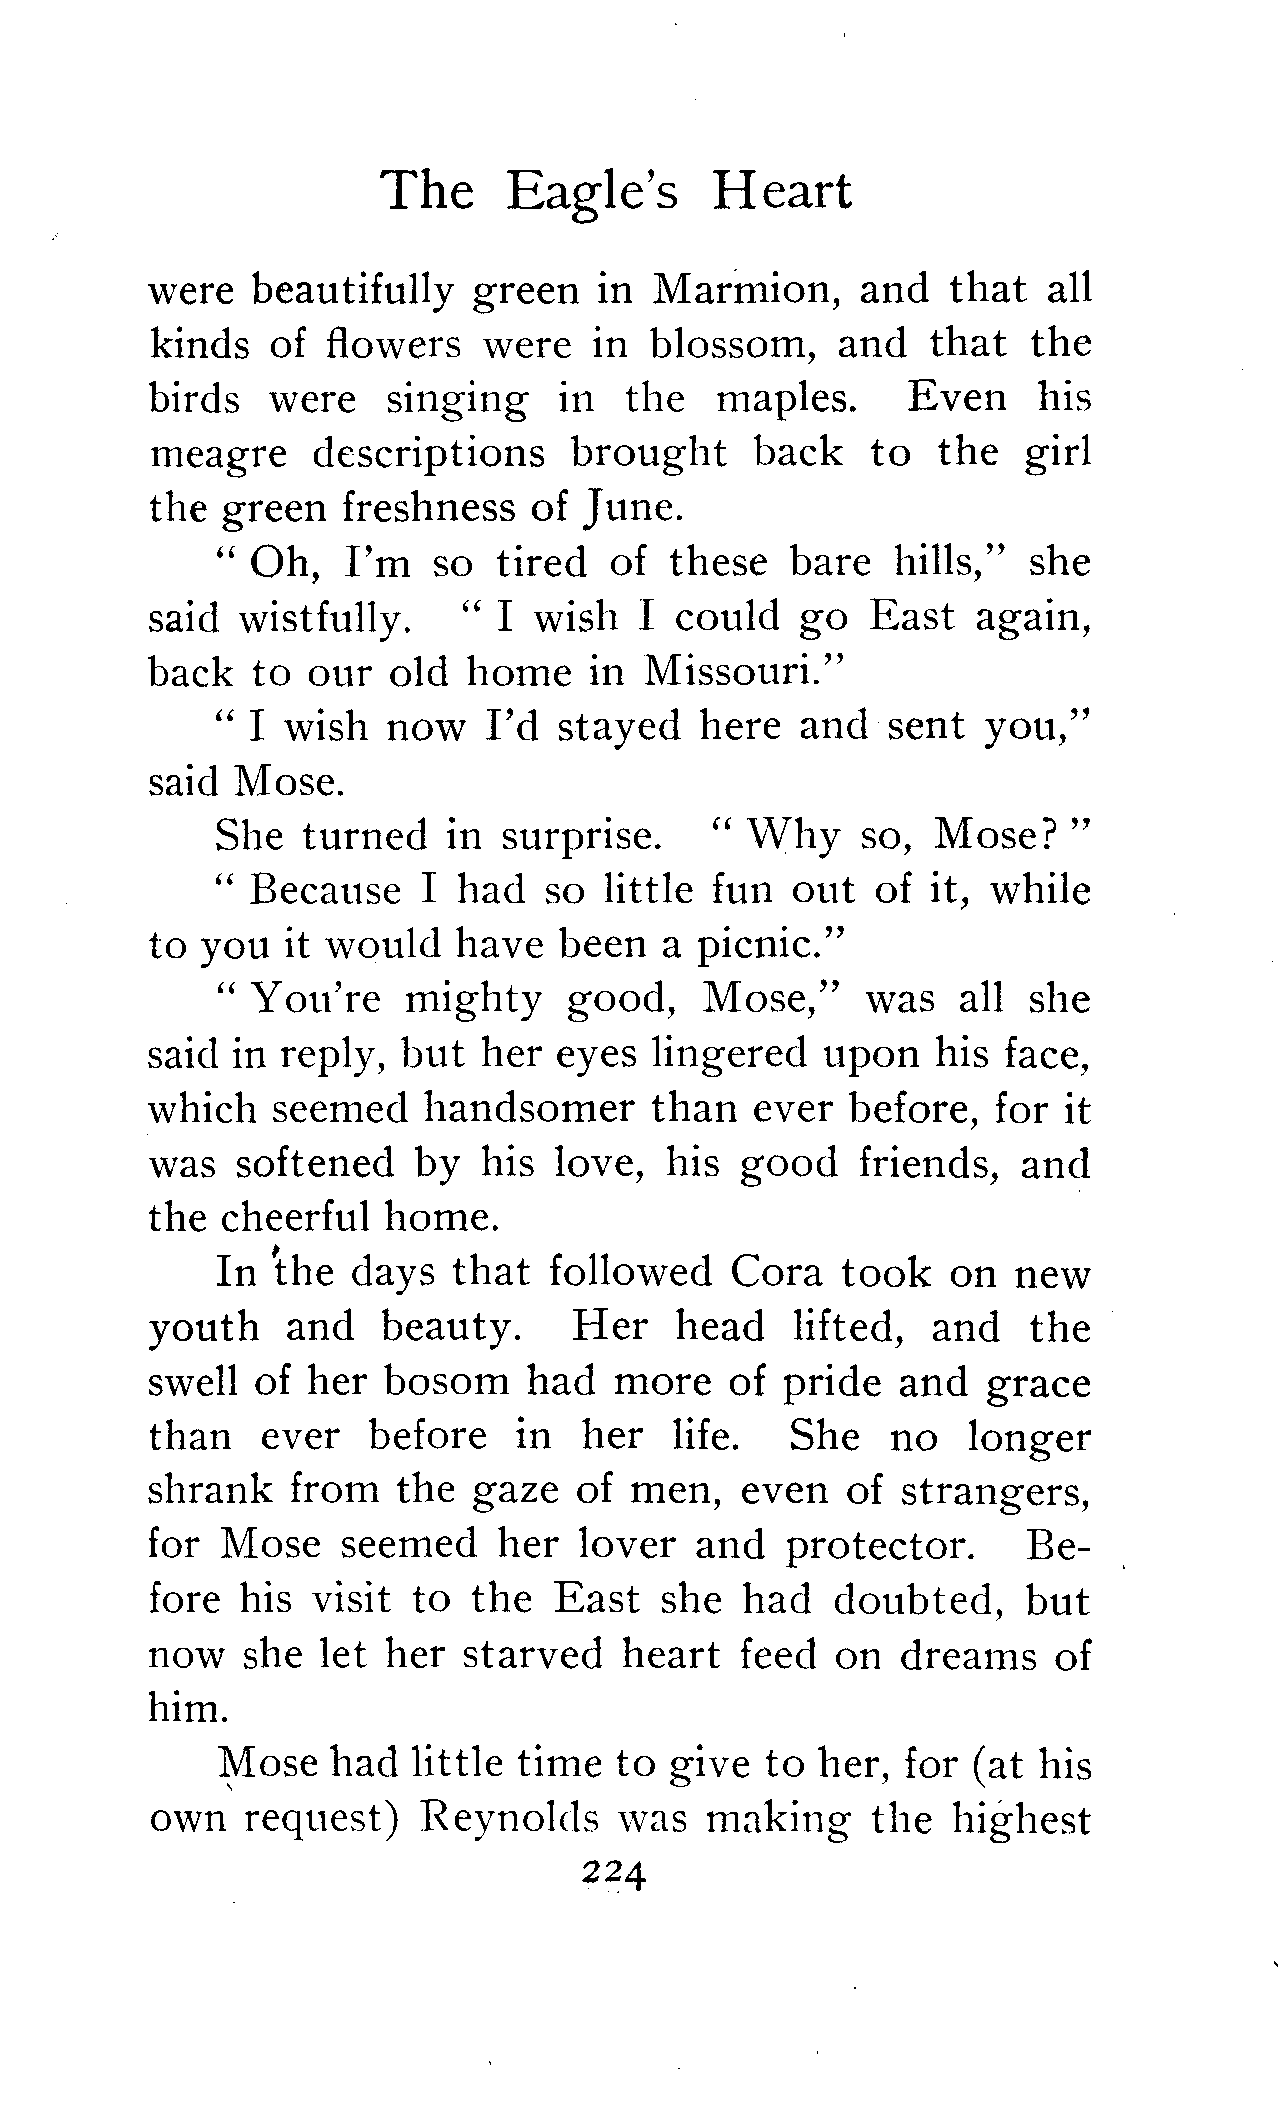 The Eagle's Heart
were beautifully green in Marmion, and that all
kinds of flowers were in blossom, and that the
birds were singing in the maples. Even his
meagre descriptions brought back to the girl
the green freshness of June.
" Oh, I'm so tired of these bare hills," she
said wistfully. " I wish I could go East again,
back to our old home in Missouri."
" I wish now I'd stayed here and sent you,"
said Mose.
She turned in surprise. " Why so, Mose? "
" Because I had so little fun out of it, while
to you it would have been a picnic."
" You're mighty good, Mose," was all she
said in reply, but her eyes lingered upon his face,
which seemed handsomer than ever before, for it
was softened by his love, his good friends, and
the cheerful home.
In the days that followed Cora took on new
youth and beauty. Her head lifted, and the
swell of her bosom had more of pride and grace
than ever before in her life. She no longer
shrank from the gaze of men, even of strangers,
for Mose seemed her lover and protector. Be-
fore his visit to the East she had doubted, but
now she let her starved heart feed on dreams of
him.
Mose had little time to give to her, for (at his
own request) Reynolds was making the highest
224